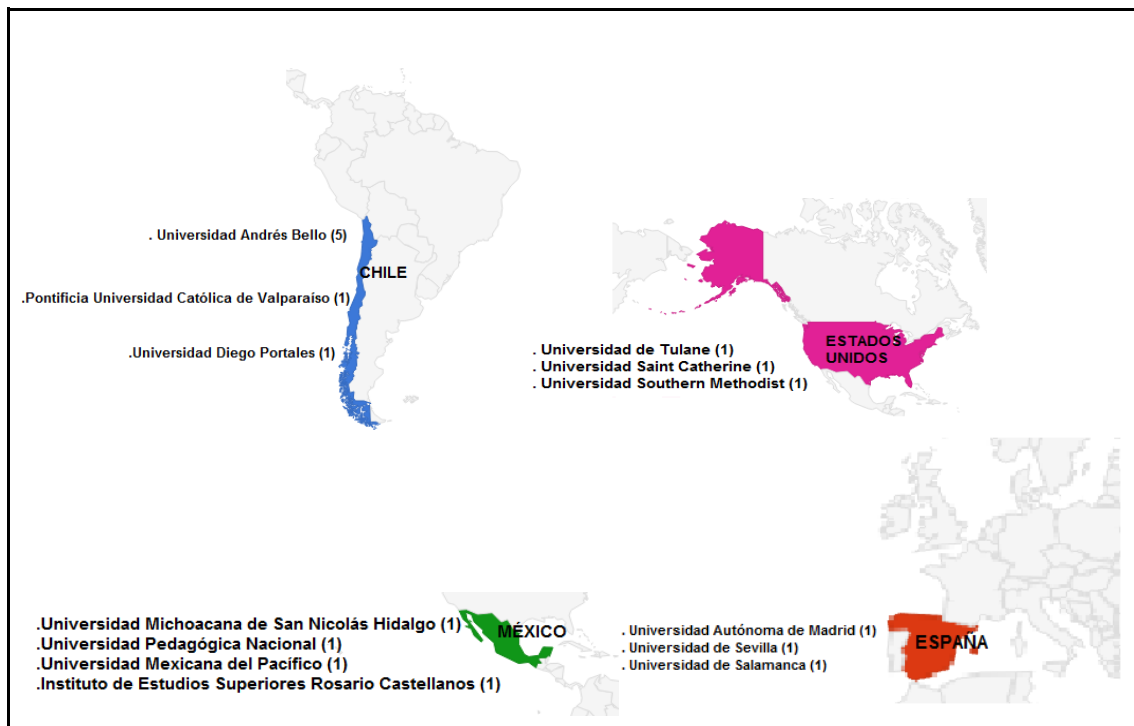 . Universidad Andrés Bello (5)
CHILE
.Pontificia Universidad Católica de Valparaíso (1)
.Universidad Diego Portales (1)
ESTADOS
UNIDOS
. Universidad de Tulane (1)
. Universidad Saint Catherine (1)
. Universidad Southern Methodist (1)
.Universidad Michoacana de San Nicolás Hidalgo (1)
.Universidad Pedagógica Nacional (1)
.Universidad Mexicana del Pacífico (1)
.Instituto de Estudios Superiores Rosario Castellanos (1)
MÉXICO
. Universidad Autónoma de Madrid (1)
. Universidad de Sevilla (1)
. Universidad de Salamanca (1)
ESPAÑA